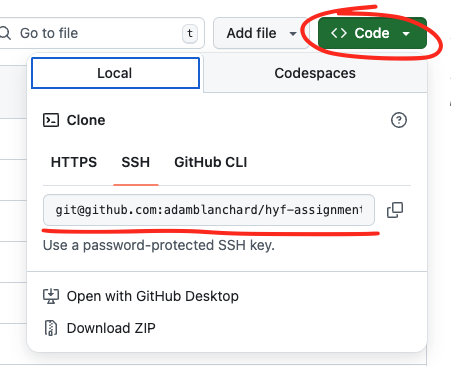 Go to file t Add file Code
Local Codespaces
Clone
HTTPS SSH GitHub CLI
git@github.com:adamblanchard/hyf-assignment
Use a password-protected SSH key.
Open with GitHub Desktop
Download ZIP